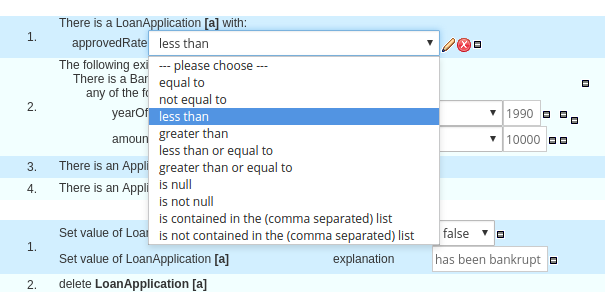 There is a LoanApplication [a] with:
1.
approvedRate less than
--- please choose ---
equal to
not equal to
less than
greater than
less than or equal to
greater than or equal to
is null
is not null
is contained in the (comma separated) list
is not contained in the (comma separated) list
The following exi
There is a Ban
any of the fo
2.
yearOf 1990
amoun 10000
3. There is an Appli
4. There is an Appli
1.
Set value of Loan false
Set value of LoanApplication [a] explanation has been bankrupt
2. delete LoanApplication [a]